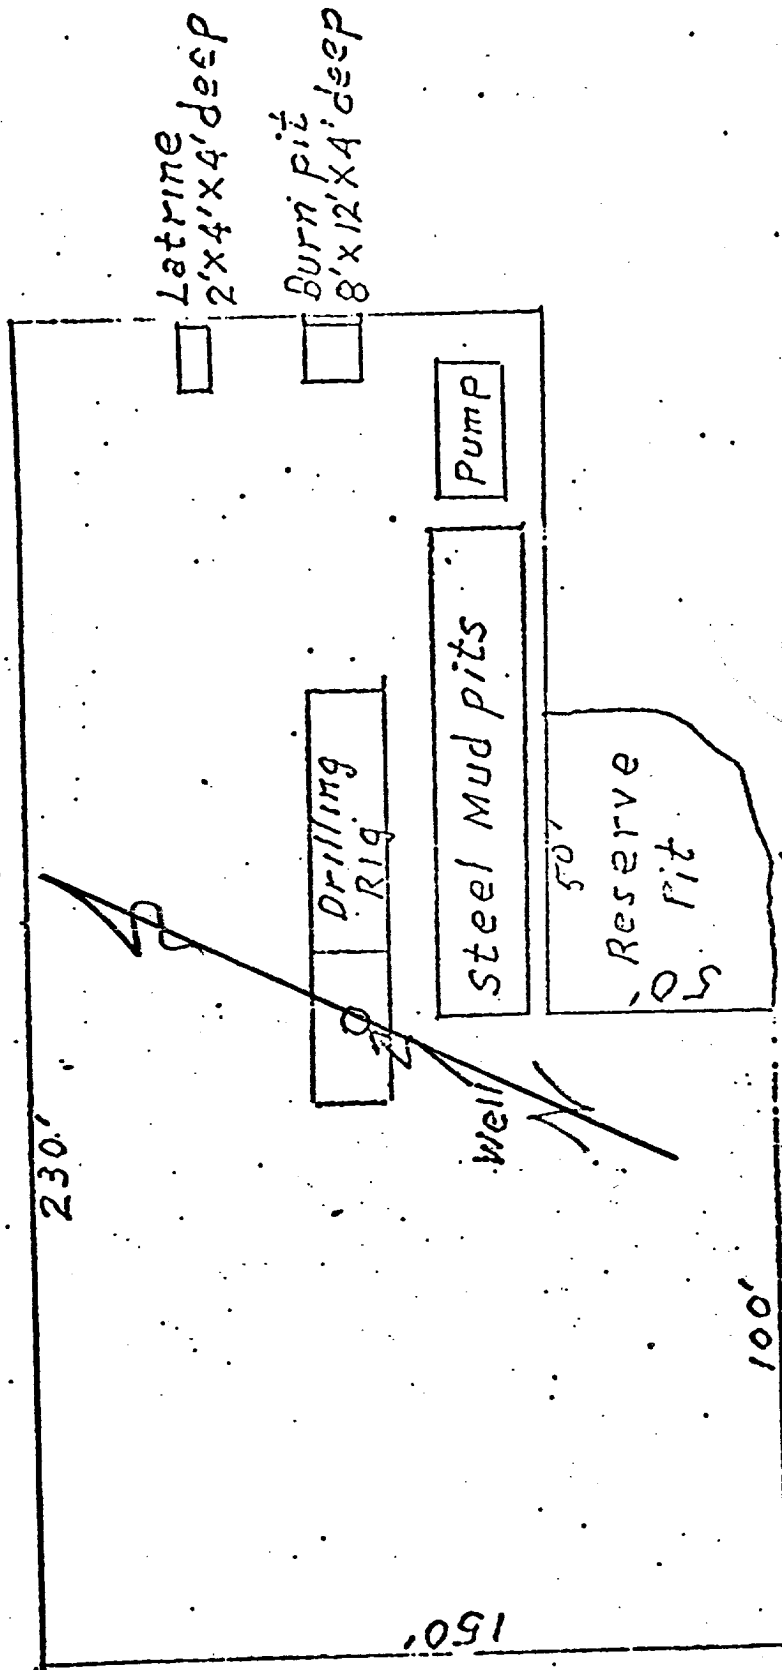 Latrine
2'x4'x4' deep
Burn pit
8'x12'x4' deep
Pump
230.'
Drilling
Rig
Steel Mud pits
Well
50'
Reserve
Pit
50'
150'
100'